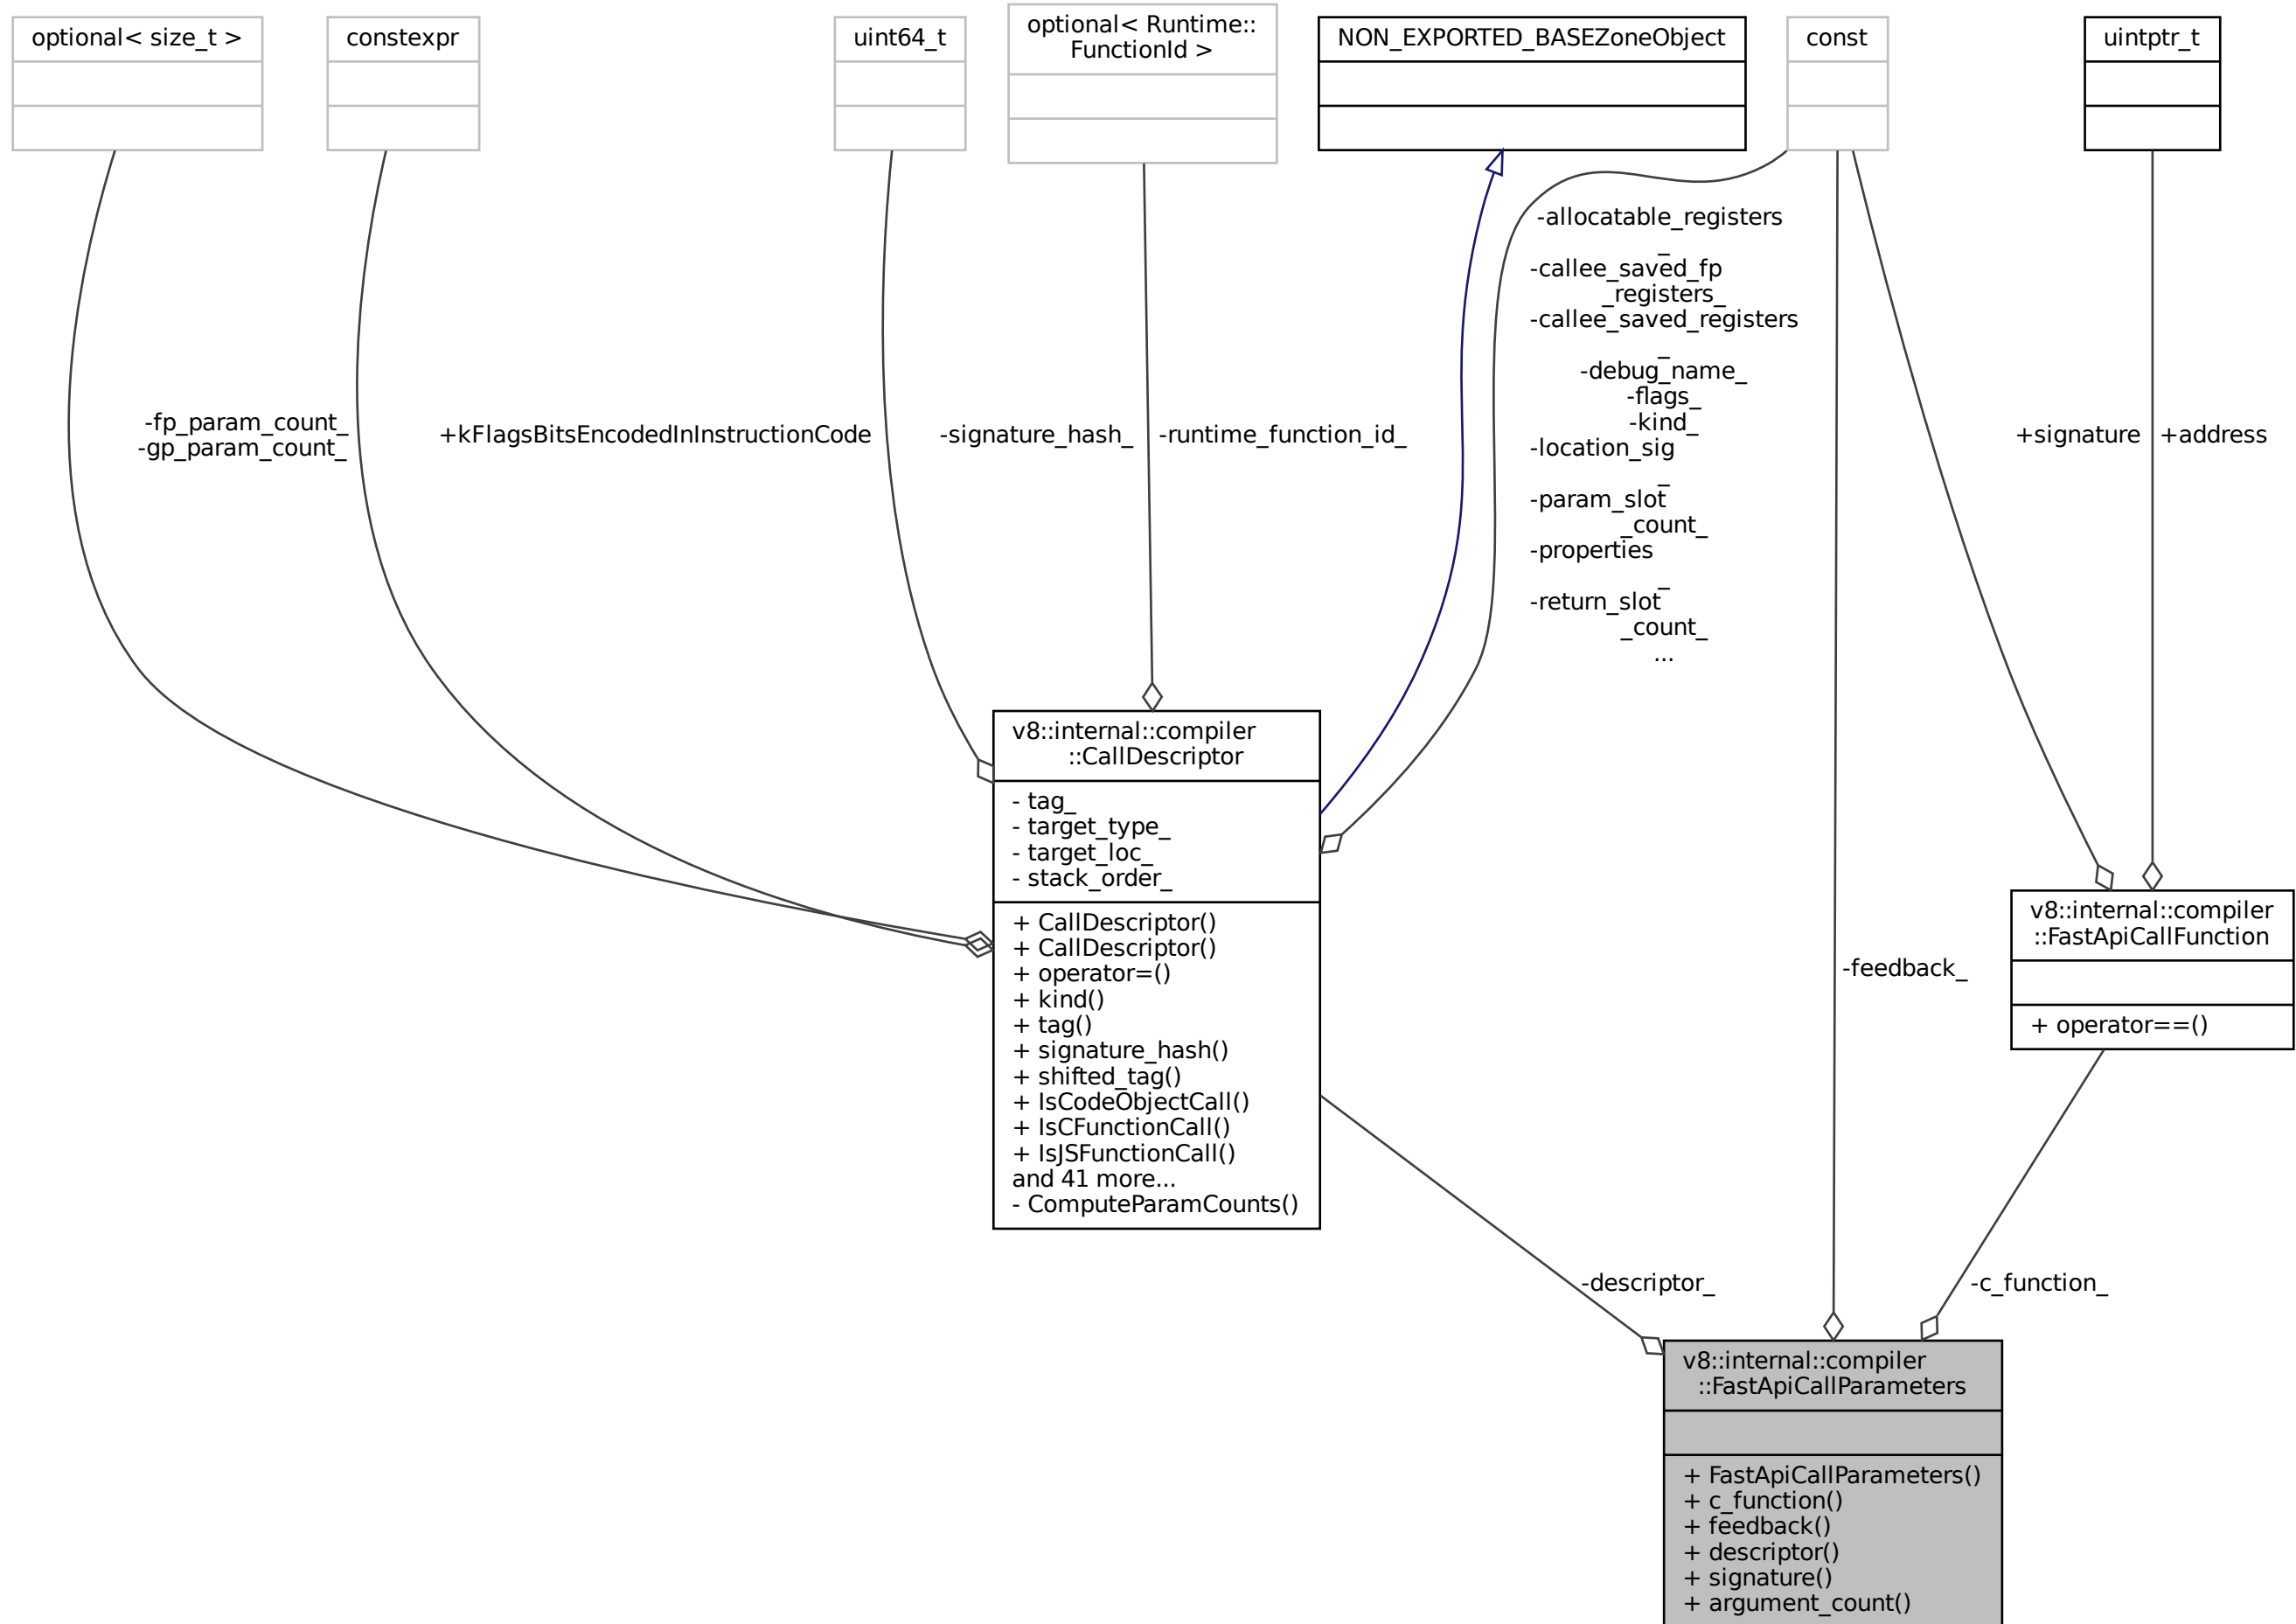 optional< size_t >
constexpr
uint64_t
optional< Runtime::
FunctionId >
NON_EXPORTED_BASEZoneObject
const
uintptr_t
-allocatable_registers
_
-callee_saved_fp
_registers_
-callee_saved_registers
_
-debug_name_
-flags_
-kind_
-location_sig
_
-param_slot
_count_
-properties
_
-return_slot
_count_
...
-fp_param_count_
-gp_param_count_
+kFlagsBitsEncodedInInstructionCode
-signature_hash_
-runtime_function_id_
+signature
+address
v8::internal::compiler
::CallDescriptor
- tag_
- target_type_
- target_loc_
- stack_order_
+ CallDescriptor()
+ CallDescriptor()
+ operator=()
+ kind()
+ tag()
+ signature_hash()
+ shifted_tag()
+ IsCodeObjectCall()
+ IsCFunctionCall()
+ IsJSFunctionCall()
and 41 more...
- ComputeParamCounts()
v8::internal::compiler
::FastApiCallFunction
+ operator==()
-feedback_
-descriptor_
-c_function_
v8::internal::compiler
::FastApiCallParameters
+ FastApiCallParameters()
+ c_function()
+ feedback()
+ descriptor()
+ signature()
+ argument_count()